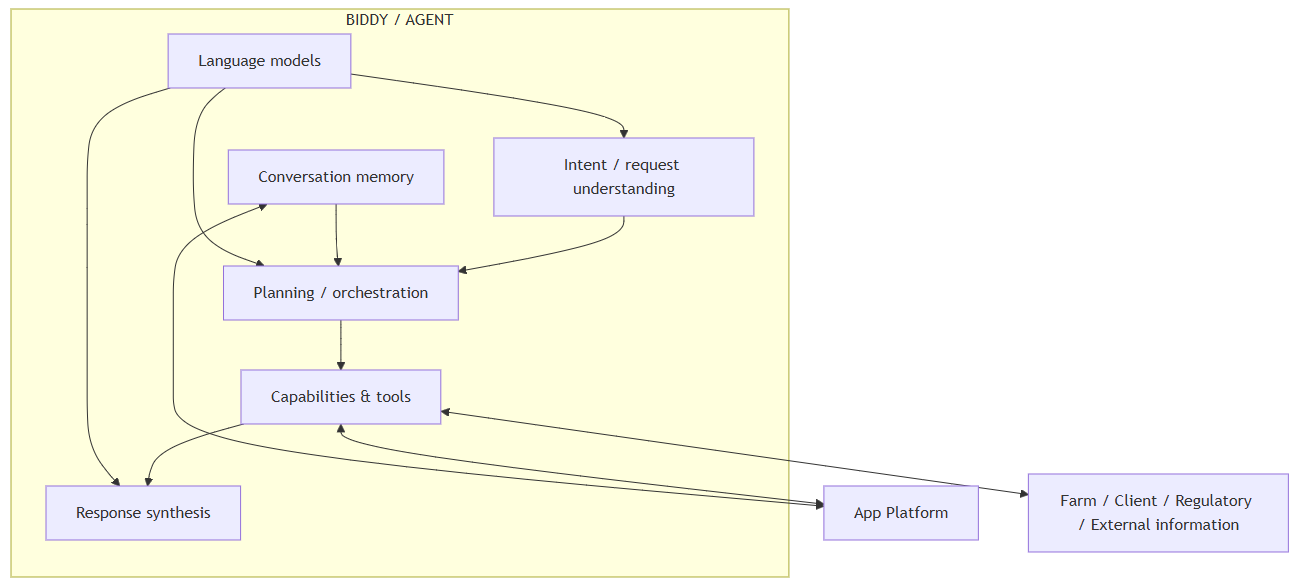 BIDDY / AGENT
Language models
Conversation memory
Intent / request
understanding
Planning / orchestration
Capabilities & tools
Response synthesis
App Platform
Farm / Client / Regulatory
/ External information